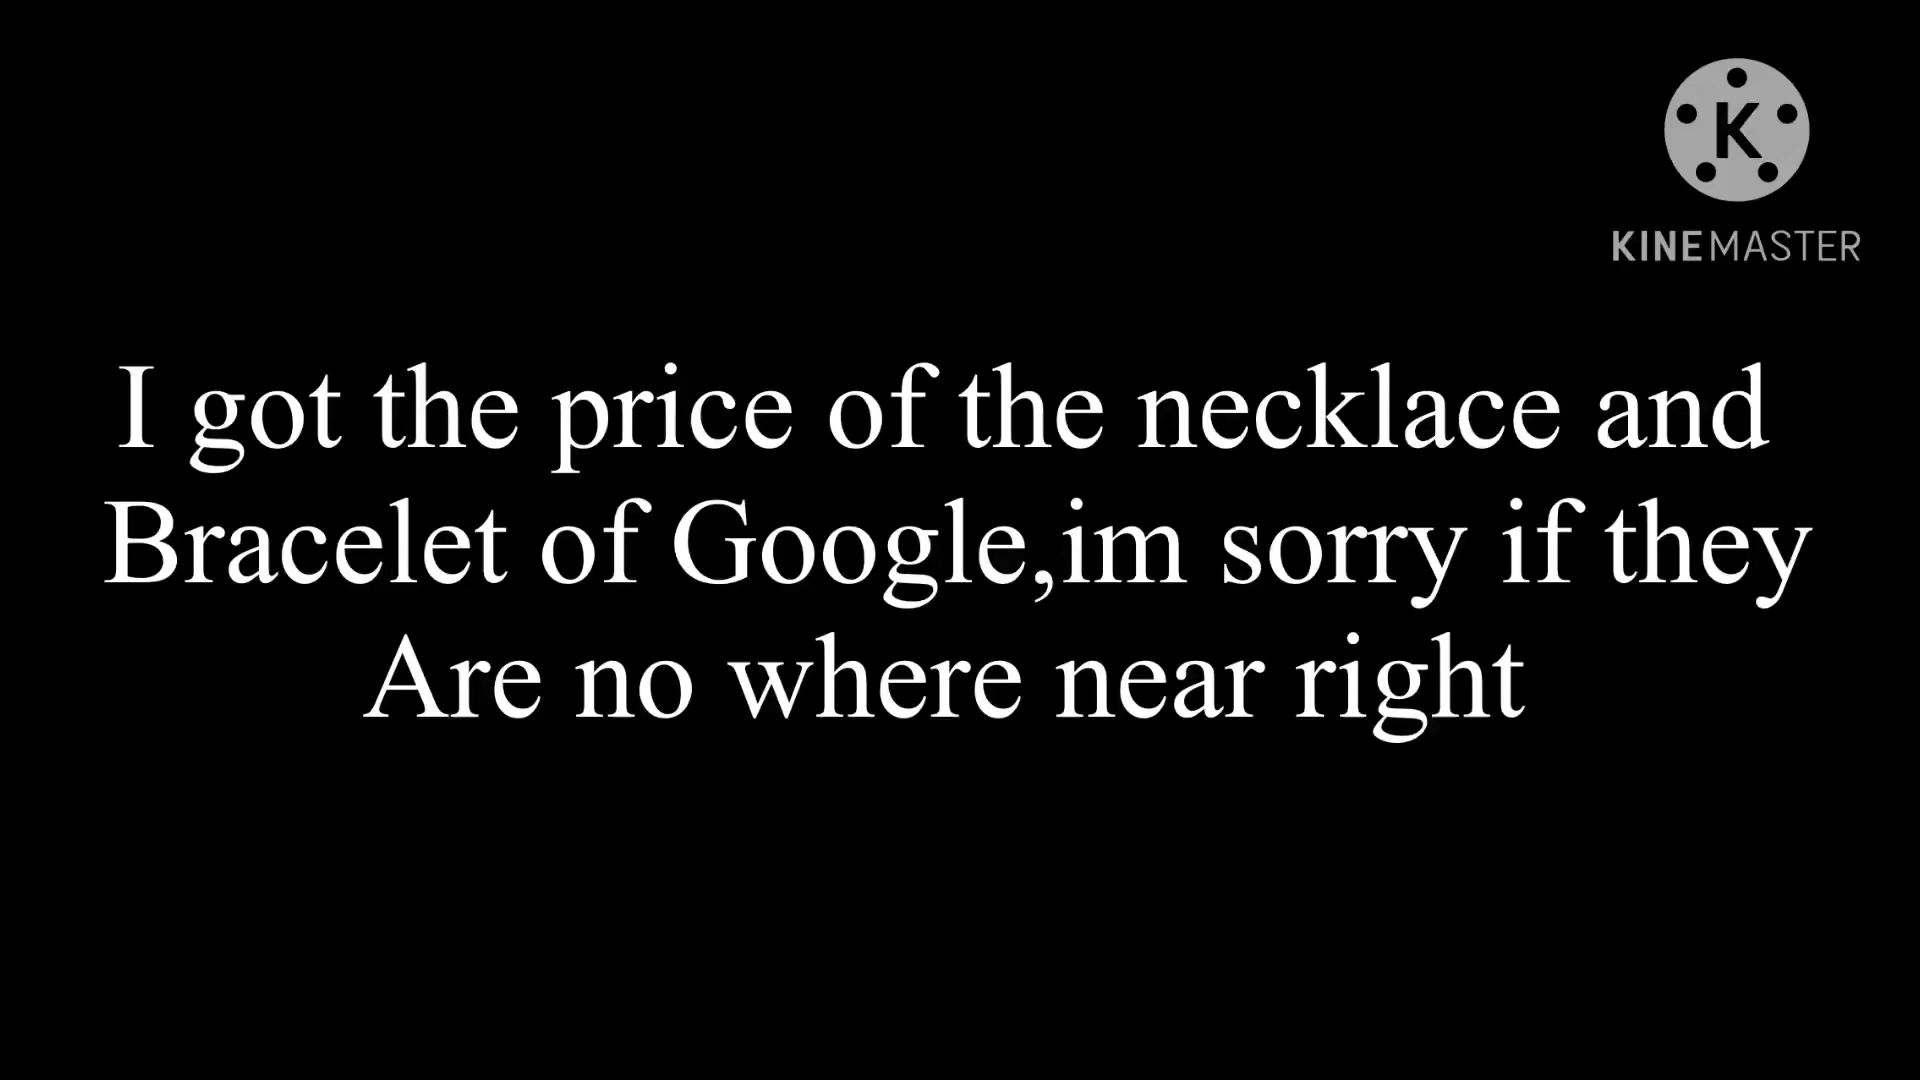 K
KINEMASTER
I got the price of the necklace and
Bracelet of Google,im sorry if they
Are no where near right